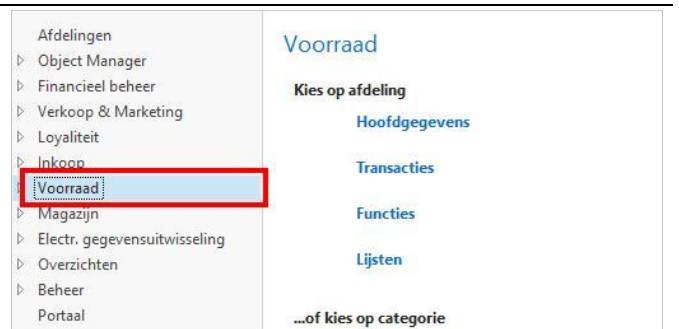 Afdelingen
Object Manager
Financieel beheer
Verkoop & Marketing
Loyaliteit
Inkoop
Voorraad
Magazijn
Electr. gegevensuitwisseling
Overzichten
Beheer
Portaal
Voorraad
Kies op afdeling
Hoofdgegevens
Transacties
Functies
Lijsten
...of kies op categorie